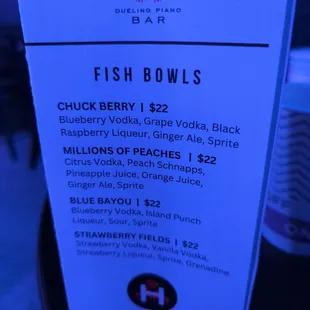 DUELING PIANO
BAR
FISH BOWLS
CHUCK BERRY | $22
Blueberry Vodka, Grape Vodka, Black
Raspberry Liqueur, Ginger Ale, Sprite
MILLIONS OF PEACHES | $22
Citrus Vodka, Peach Schnapps,
Pineapple Juice, Orange Juice,
Ginger Ale, Sprite
BLUE BAYOU | $22
Blueberry Vodka, Island Punch
Liqueur, Sour, Sprite
STRAWBERRY FIELDS | $22
Strawberry Vodka, Vanilla Vodka,
Strawberry Liqueur, Sprite, Grenadine
H